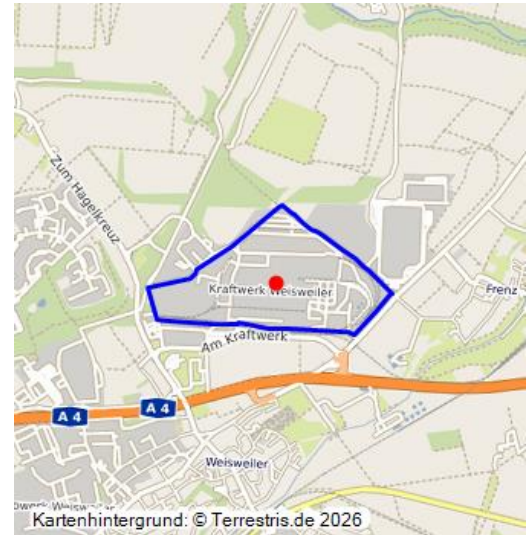 Zum Hagelkreuz
Kraftwerk Weisweiler
Frenz
Am Kraftwerk
A 4
A 4
Weisweiler
Kartenhintergrund: © Terrestris.de 2026